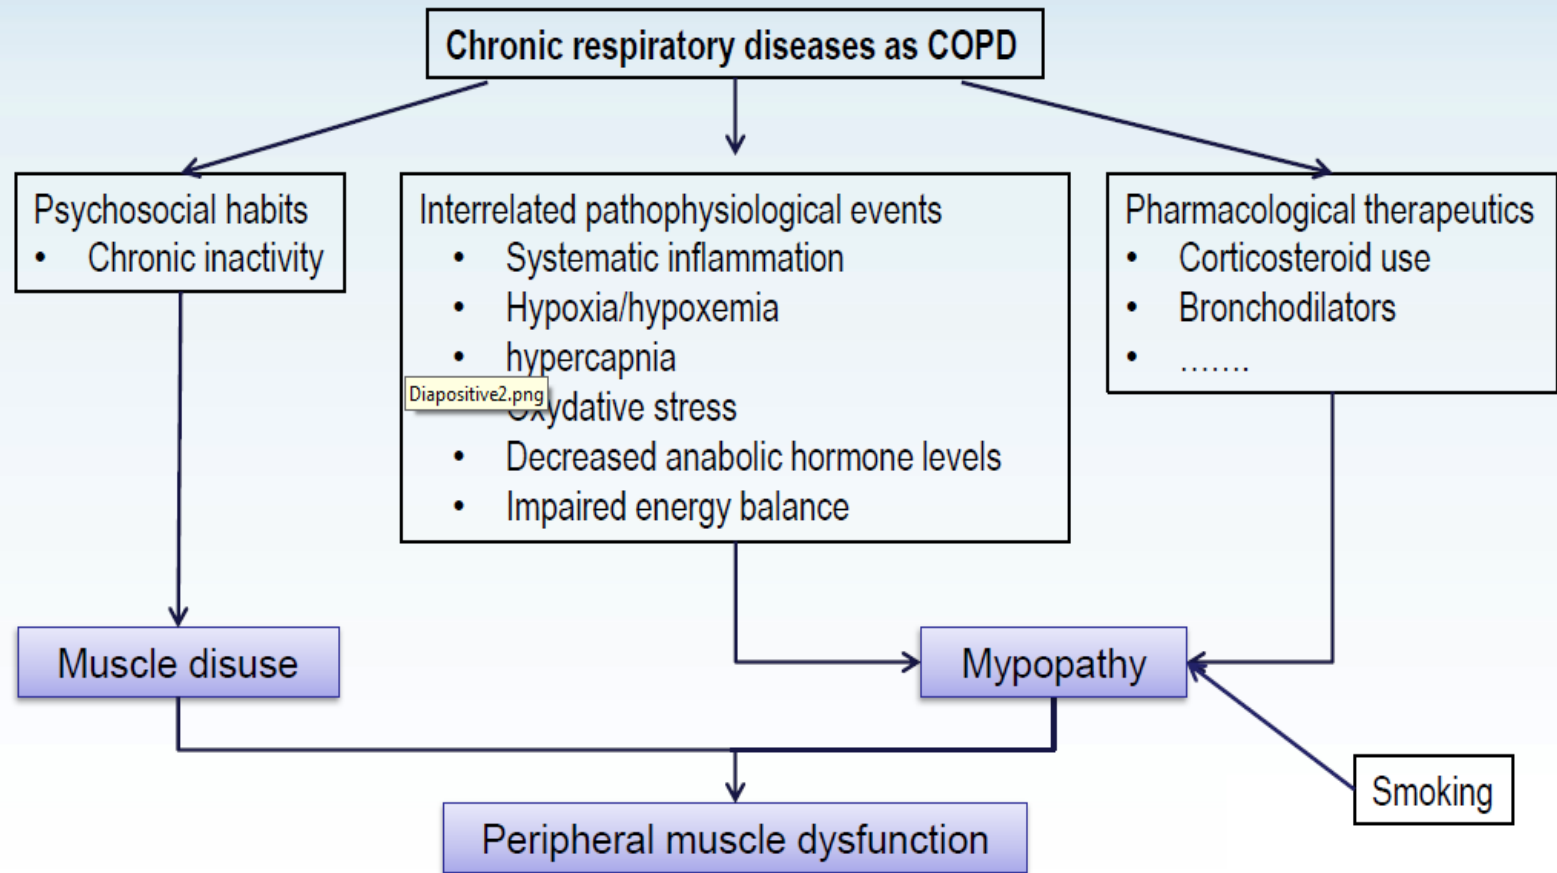 Chronic respiratory diseases as COPD
Psychosocial habits
• Chronic inactivity
Interrelated pathophysiological events
• Systematic inflammation
• Hypoxia/hypoxemia
• hypercapnia
Diapositive2.png
Oxydative stress
• Decreased anabolic hormone levels
• Impaired energy balance
Pharmacological therapeutics
• Corticosteroid use
• Bronchodilators
• …….
Muscle disuse
Mypopathy
Smoking
Peripheral muscle dysfunction